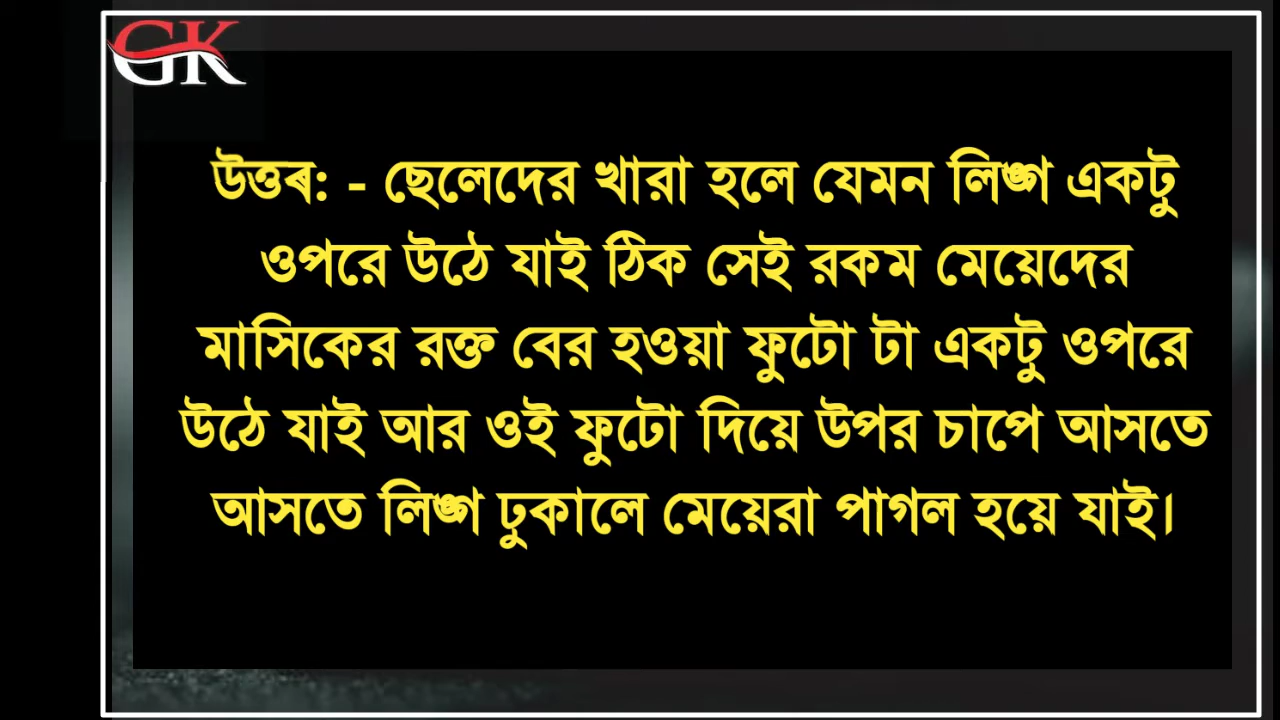 GK
উত্তৰ: - ছেলেদের খারা হলে যেমন লিঙ্গ একটু
ওপরে উঠে যাই ঠিক সেই রকম মেয়েদের
মাসিকের রক্ত বের হওয়া ফুটো টা একটু ওপরে
উঠে যাই আর ওই ফুটো দিয়ে উপর চাপে আসতে
আসতে লিঙ্গ ঢুকালে মেয়েরা পাগল হয়ে যাই।